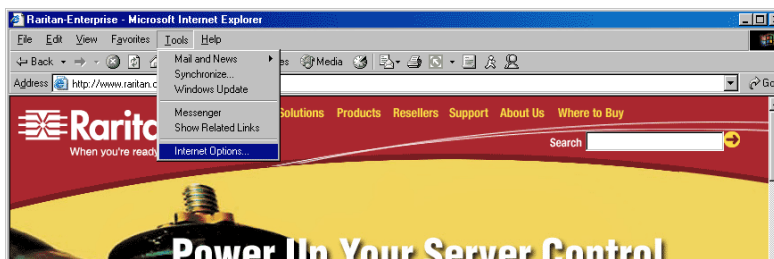 Raritan-Enterprise - Microsoft Internet Explorer
File Edit View Favorites Tools Help
Back Media
Mail and News
Synchronize...
Windows Update
Messenger
Show Related Links
Internet Options...
Address http://www.raritan.c Go
Solutions Products Resellers Support About Us Where to Buy
When you're ready
Search
Power Up Your Server Control